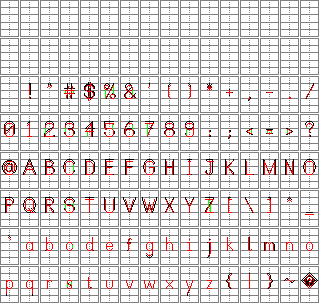 ! " # $ % & ' ( ) * + , - . /
0 1 2 3 4 5 6 7 8 9 : ; < = > ?
@ A B C D E F G H I J K L M N O
P Q R S T U V W X Y Z [ \ ] ^ _
` a b c d e f g h i j k l m n o
p q r s t u v w x y z { | } ~ �